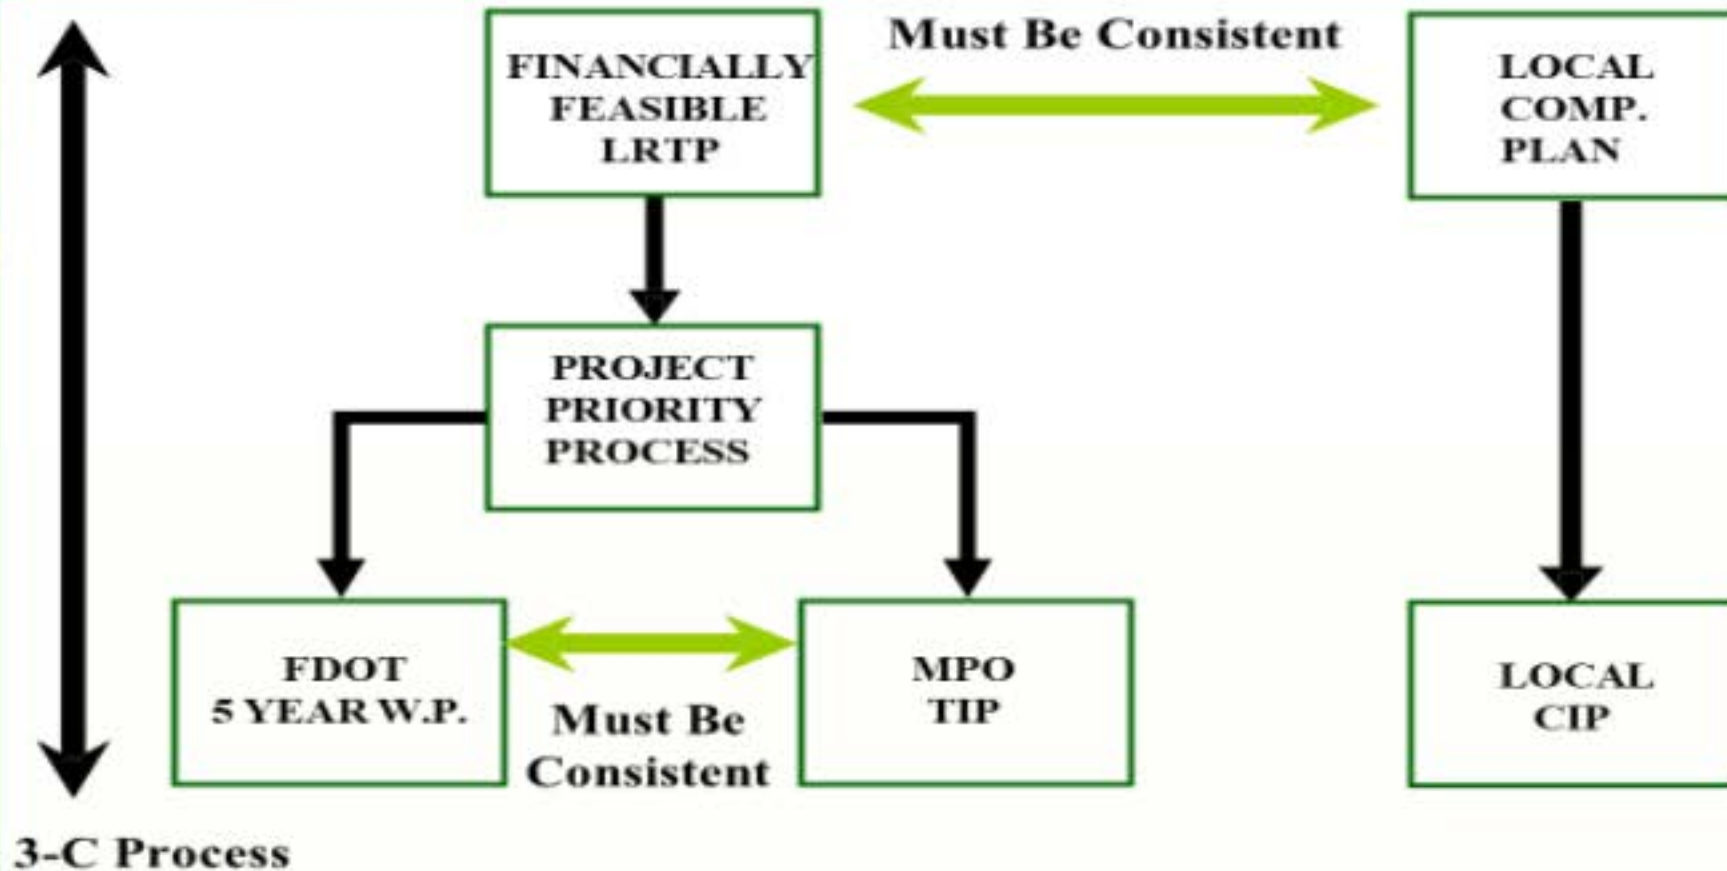 Must Be Consistent
FINANCIALLY
FEASIBLE
LRTP
LOCAL
COMP.
PLAN
PROJECT
PRIORITY
PROCESS
FDOT
5 YEAR W.P.
Must Be
Consistent
MPO
TIP
LOCAL
CIP
3-C Process